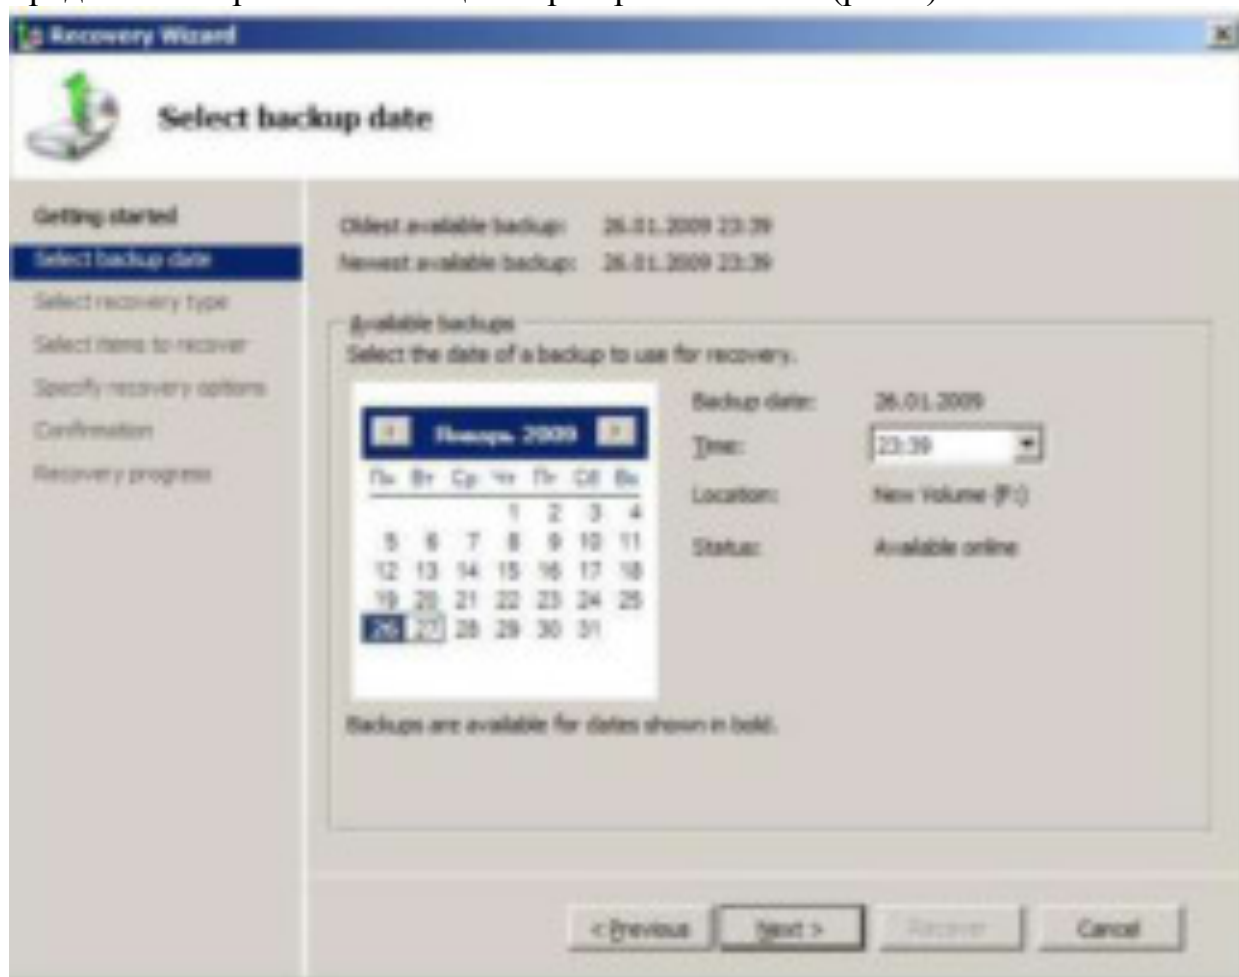 Recovery Wizard
Select backup date
Getting started
Select backup date
Select recovery type
Select items to recover
Specify recovery options
Confirmation
Recovery progress
Oldest available backup: 26.01.2009 23:39
Newest available backup: 26.01.2009 23:39
Available backups
Select the date of a backup to use for recovery.
Январь 2009
Пн Вт Ср Чт Пт Сб Вс
1 2 3 4
5 6 7 8 9 10 11
12 13 14 15 16 17 18
19 20 21 22 23 24 25
26 27 28 29 30 31
Backup date: 26.01.2009
Time: 23:39
Location: New Volume (F:)
Status: Available online
Backups are available for dates shown in bold.
< Previous Next > Recover Cancel